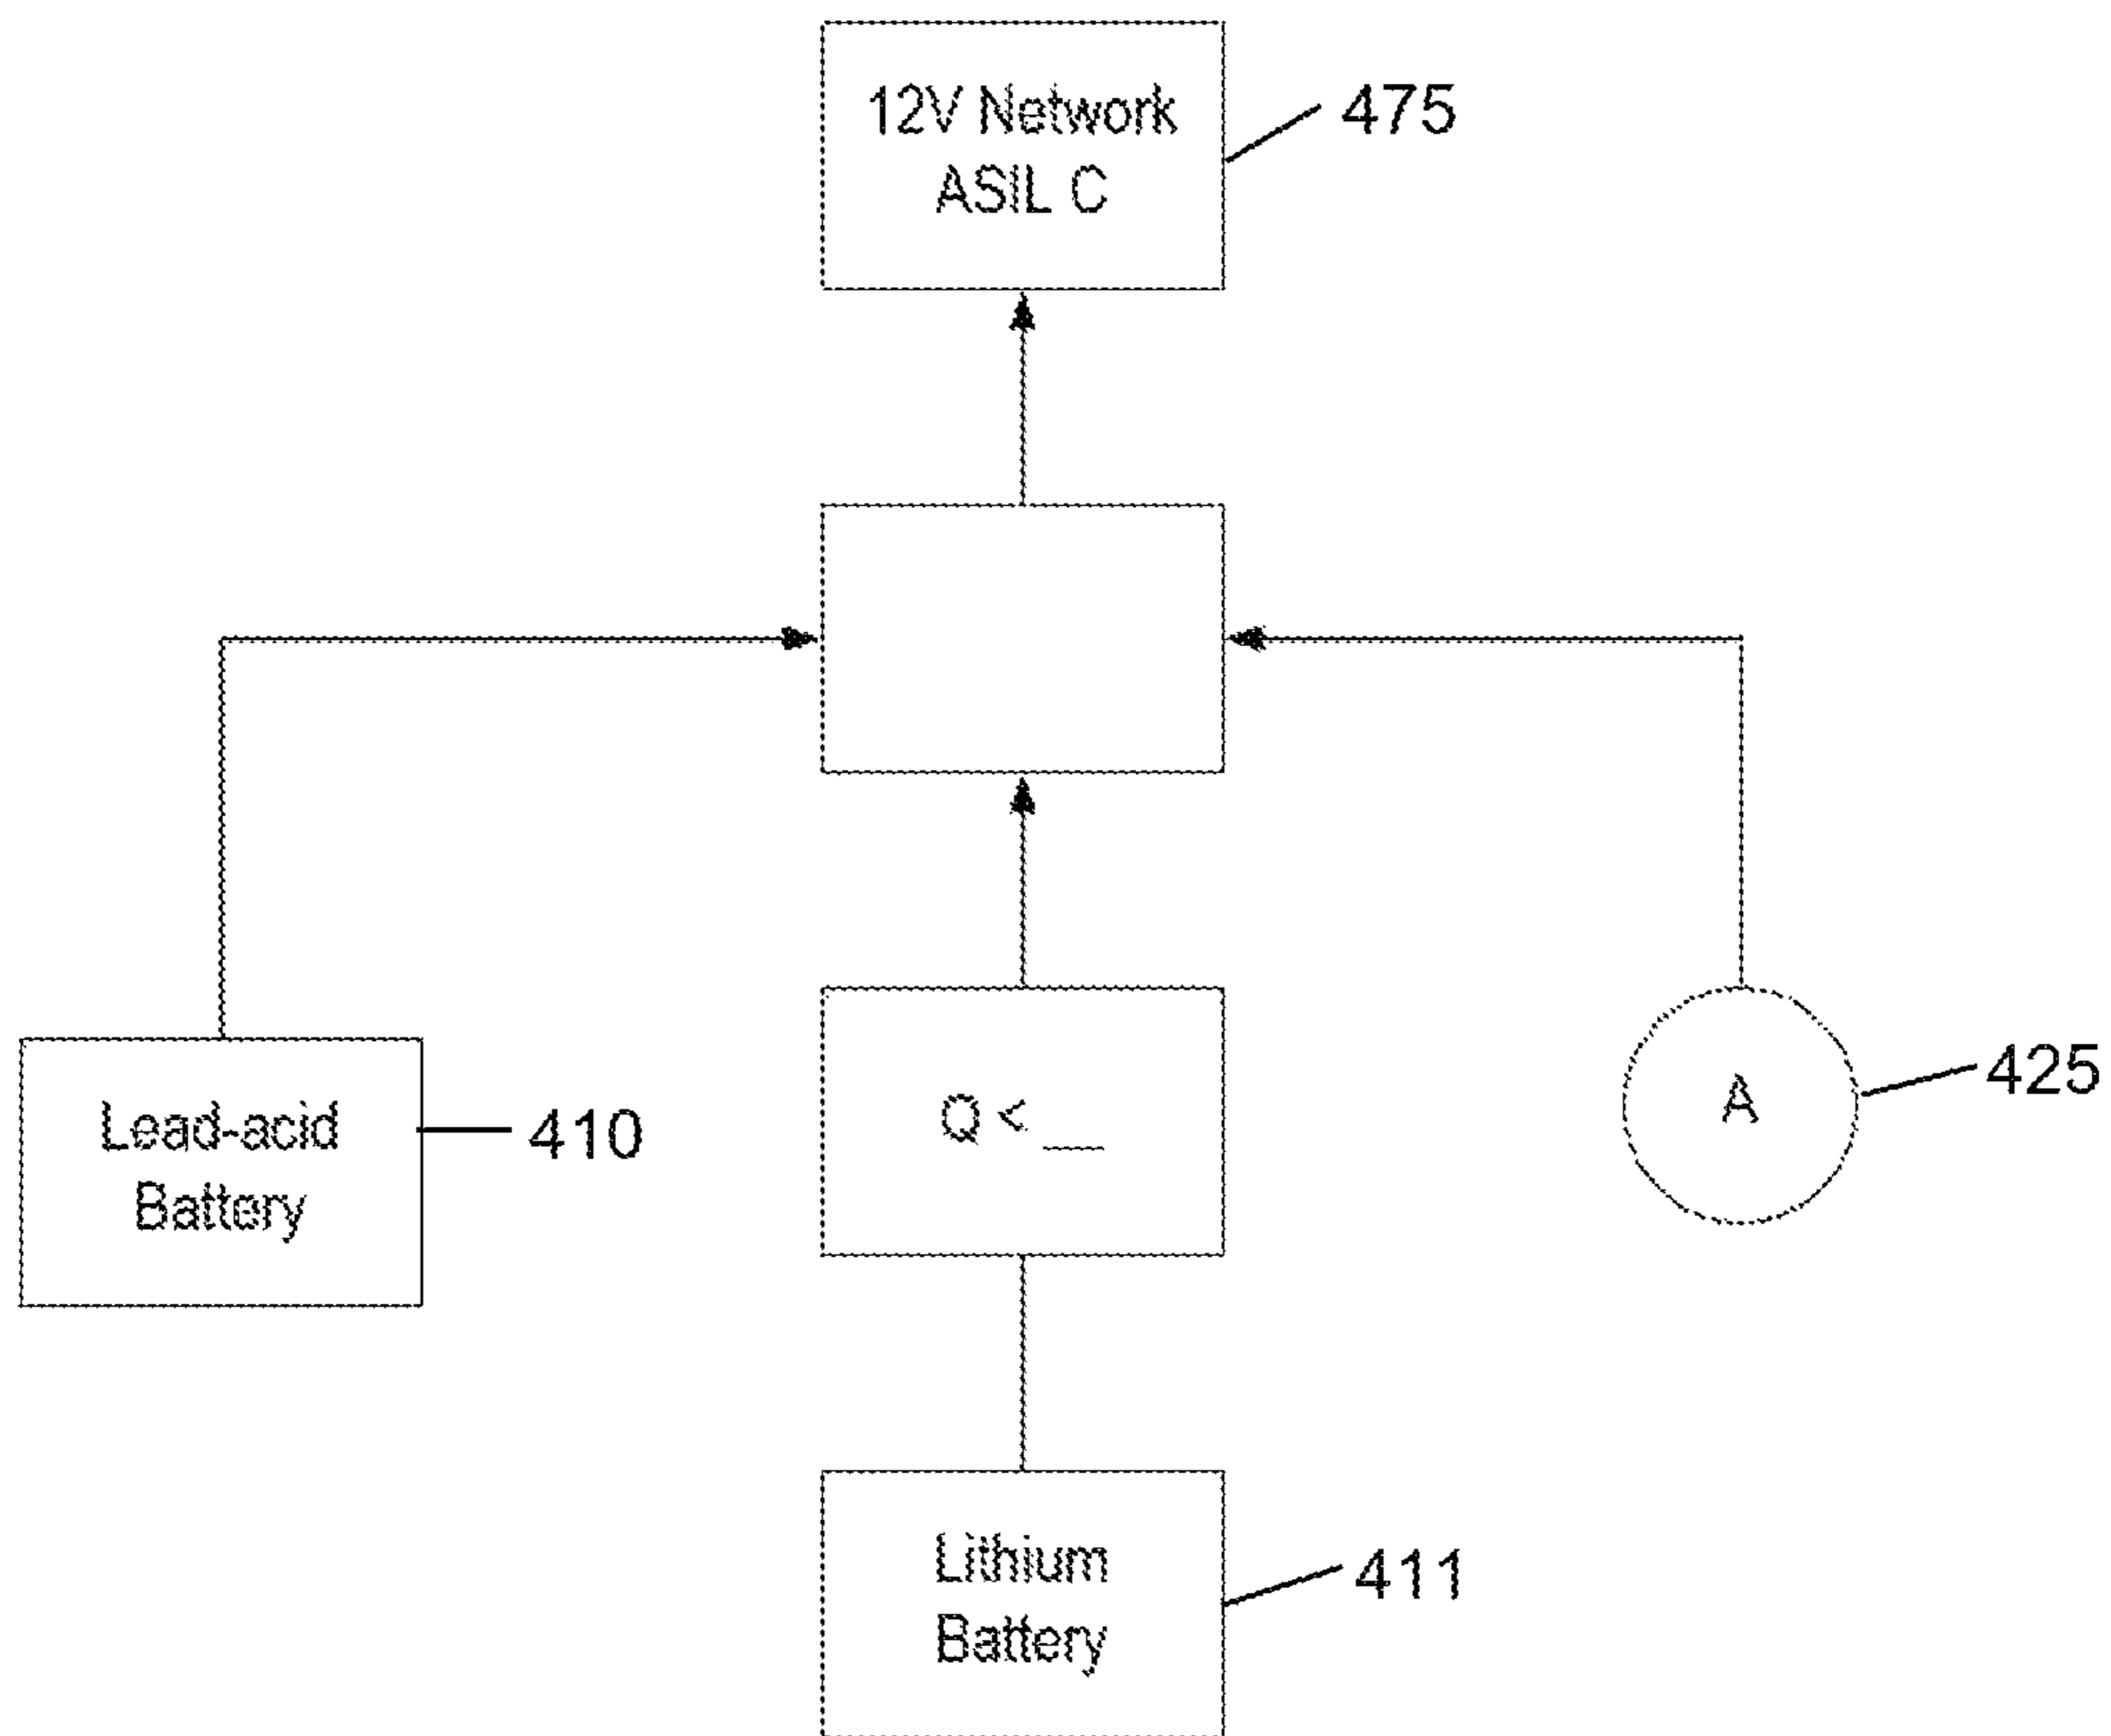 12V Network
ASIL C
475
Lead-acid
Battery
410
Q < __
A
425
Lithium
Battery
411